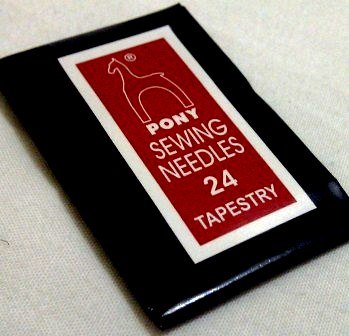 ®
PONY
SEWING
NEEDLES
24
TAPESTRY